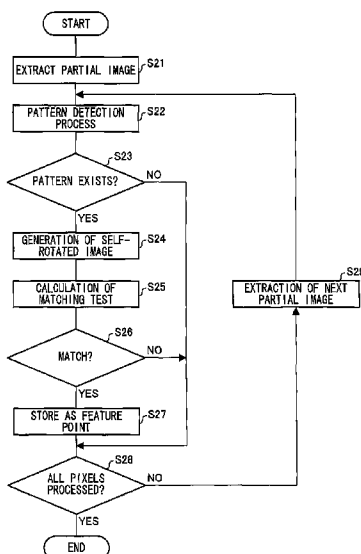 START
EXTRACT PARTIAL IMAGE
S21
PATTERN DETECTION
PROCESS
S22
S23
PATTERN EXISTS?
NO
YES
GENERATION OF SELF-
ROTATED IMAGE
S24
CALCULATION OF
MATCHING TEST
S25
S26
MATCH?
NO
YES
STORE AS FEATURE
POINT
S27
S28
ALL PIXELS
PROCESSED?
NO
YES
END
EXTRACTION OF NEXT
PARTIAL IMAGE